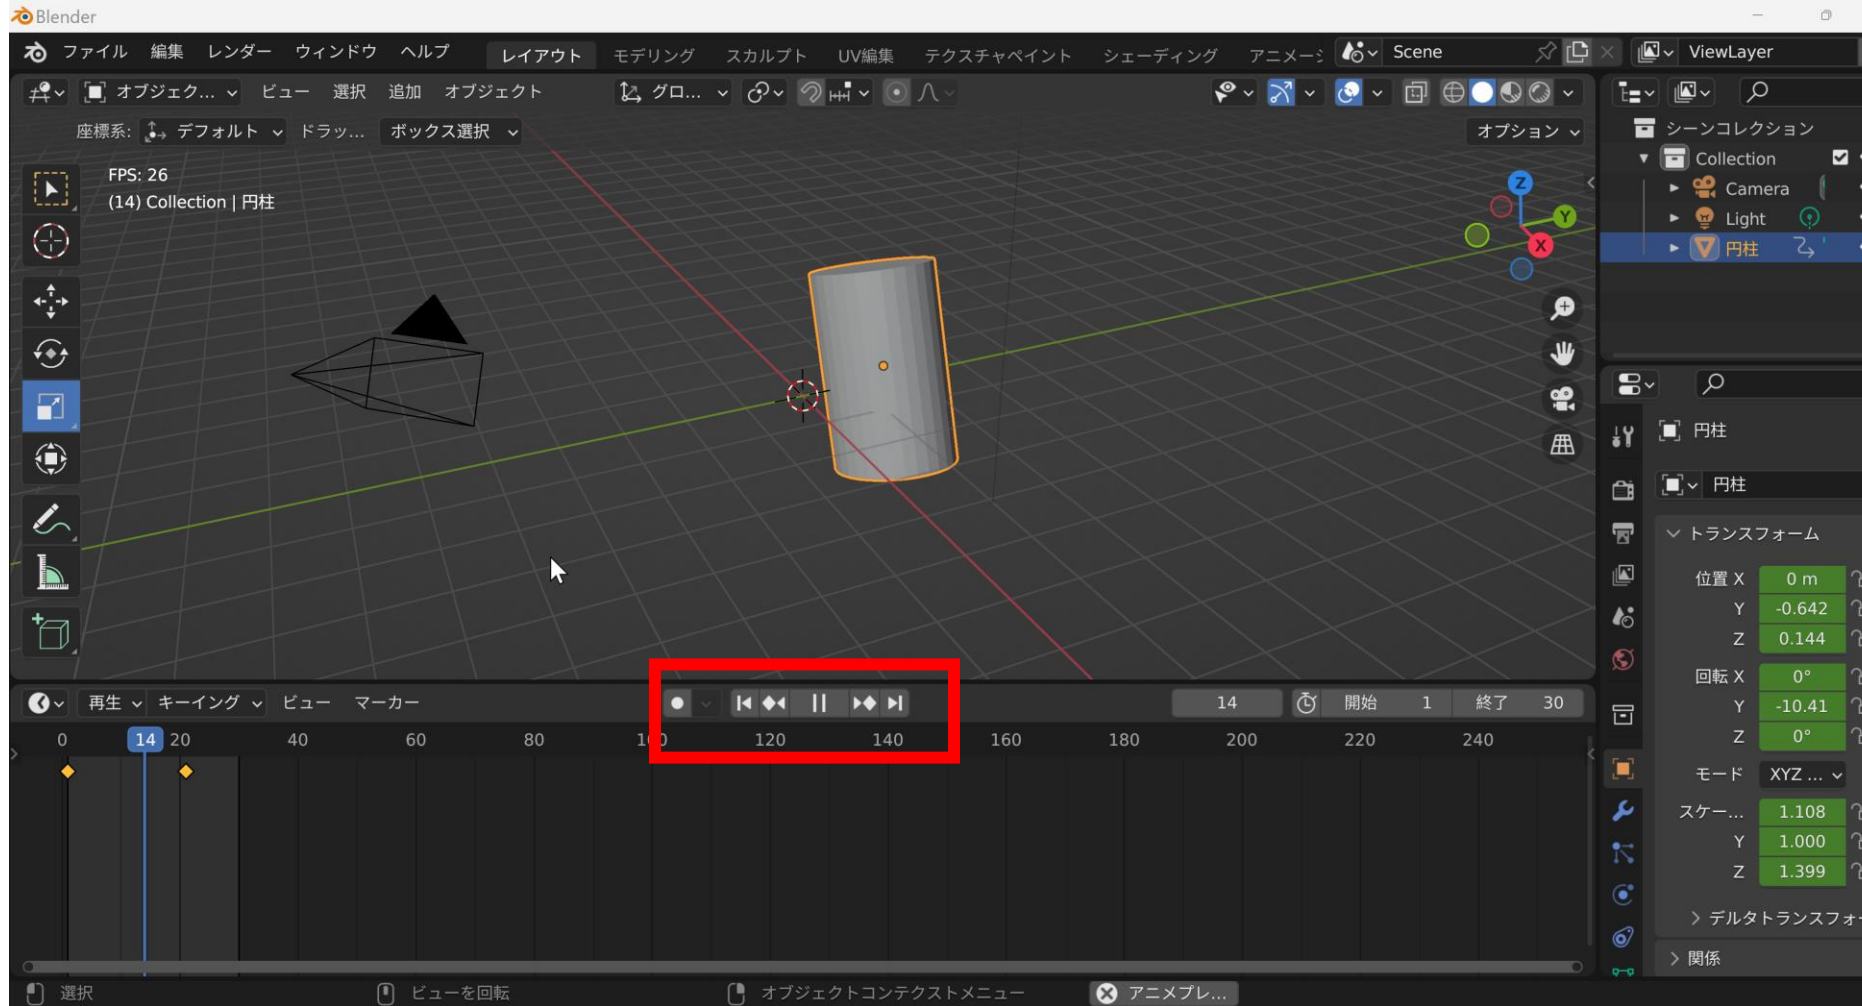 Blender
ファイル 編集 レンダー ウィンドウ ヘルプ レイアウト モデリング スカルプト UV編集 テクスチャペイント シェーディング アニメーシ Scene ViewLayer
オブジェク... ビュー 選択 追加 オブジェクト グロ...
座標系: デフォルト ドラッ... ボックス選択 オプション
FPS: 26
(14) Collection | 円柱
Z
Y
X
シーンコレクション
Collection
Camera
Light
円柱
円柱
円柱
トランスフォーム
位置 X 0 m
Y -0.642
Z 0.144
回転 X 0°
Y -10.41
Z 0°
モード XYZ ...
スケー... 1.108
Y 1.000
Z 1.399
デルタトランスフォー
関係
再生 キーイング ビュー マーカー 14 開始 1 終了 30
0 14 20 40 60 80 100 120 140 160 180 200 220 240
選択 ビューを回転 オブジェクトコンテクストメニュー アニメプレ...